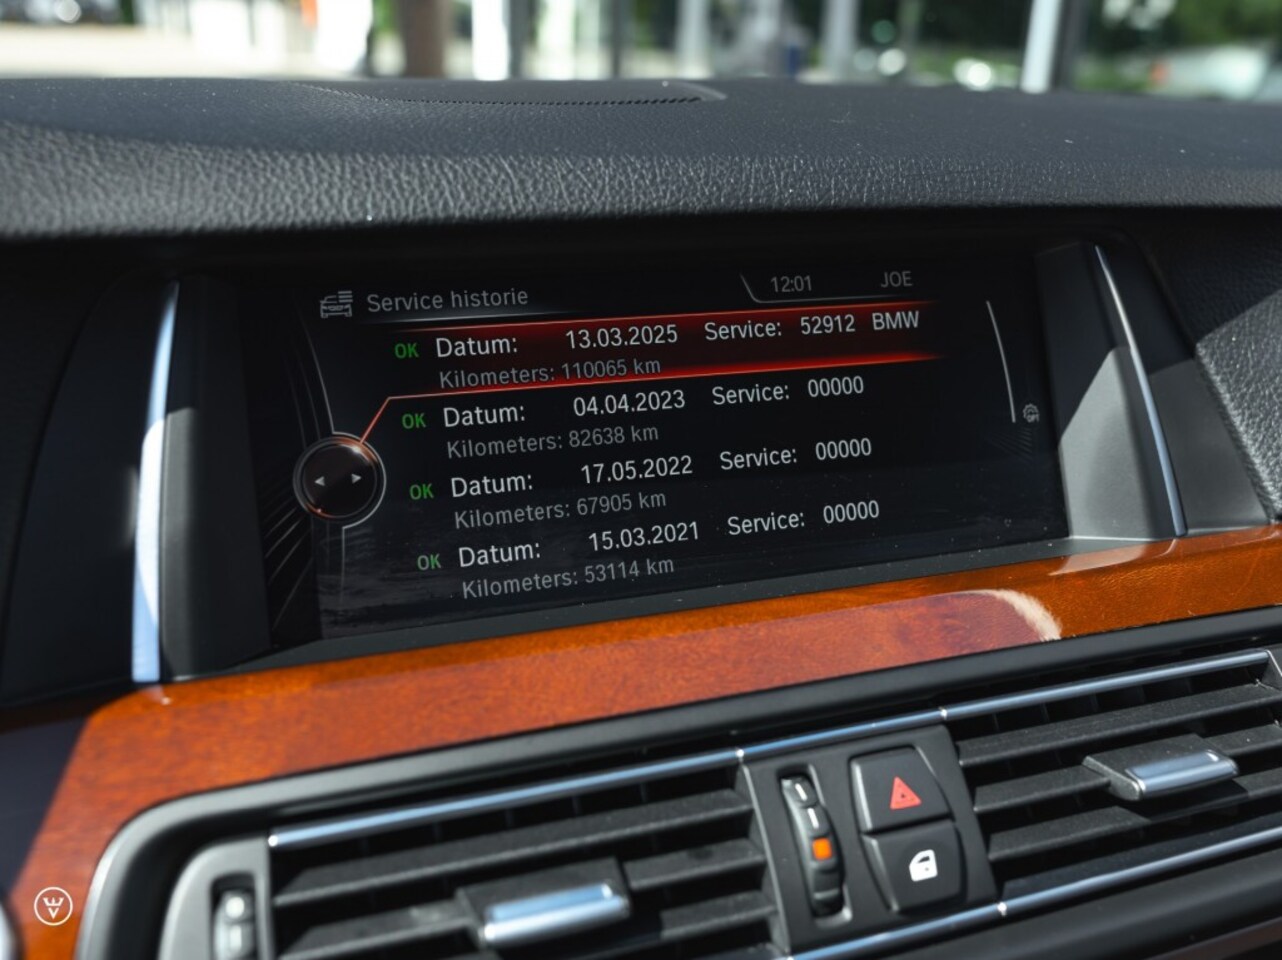 Service historie 12:01 JOE
OK Datum: 13.03.2025 Service: 52912 BMW
Kilometers: 110065 km
OK Datum: 04.04.2023 Service: 00000
Kilometers: 82638 km
OK Datum: 17.05.2022 Service: 00000
Kilometers: 67905 km
OK Datum: 15.03.2021 Service: 00000
Kilometers: 53114 km